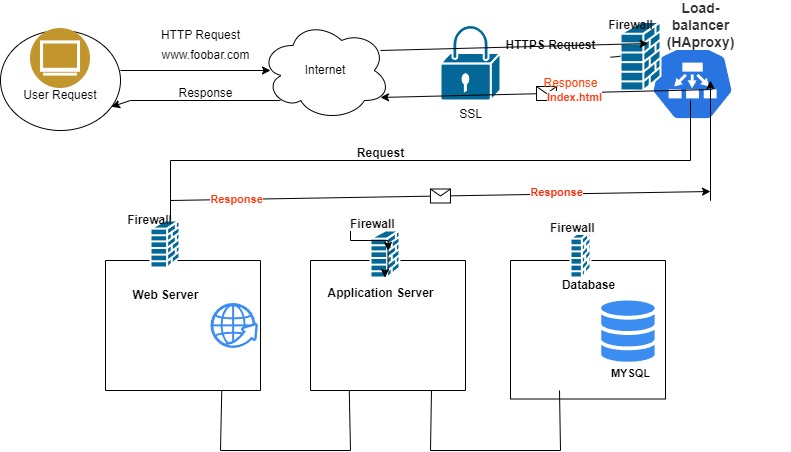 Load-
balancer
(HAproxy)
Firewall
HTTP Request
www.foobar.com
HTTPS Request
Internet
User Request
Response
Response
Index.html
SSL
Request
Response
Response
Firewall
Firewall
Firewall
Web Server
Application Server
Database
MYSQL